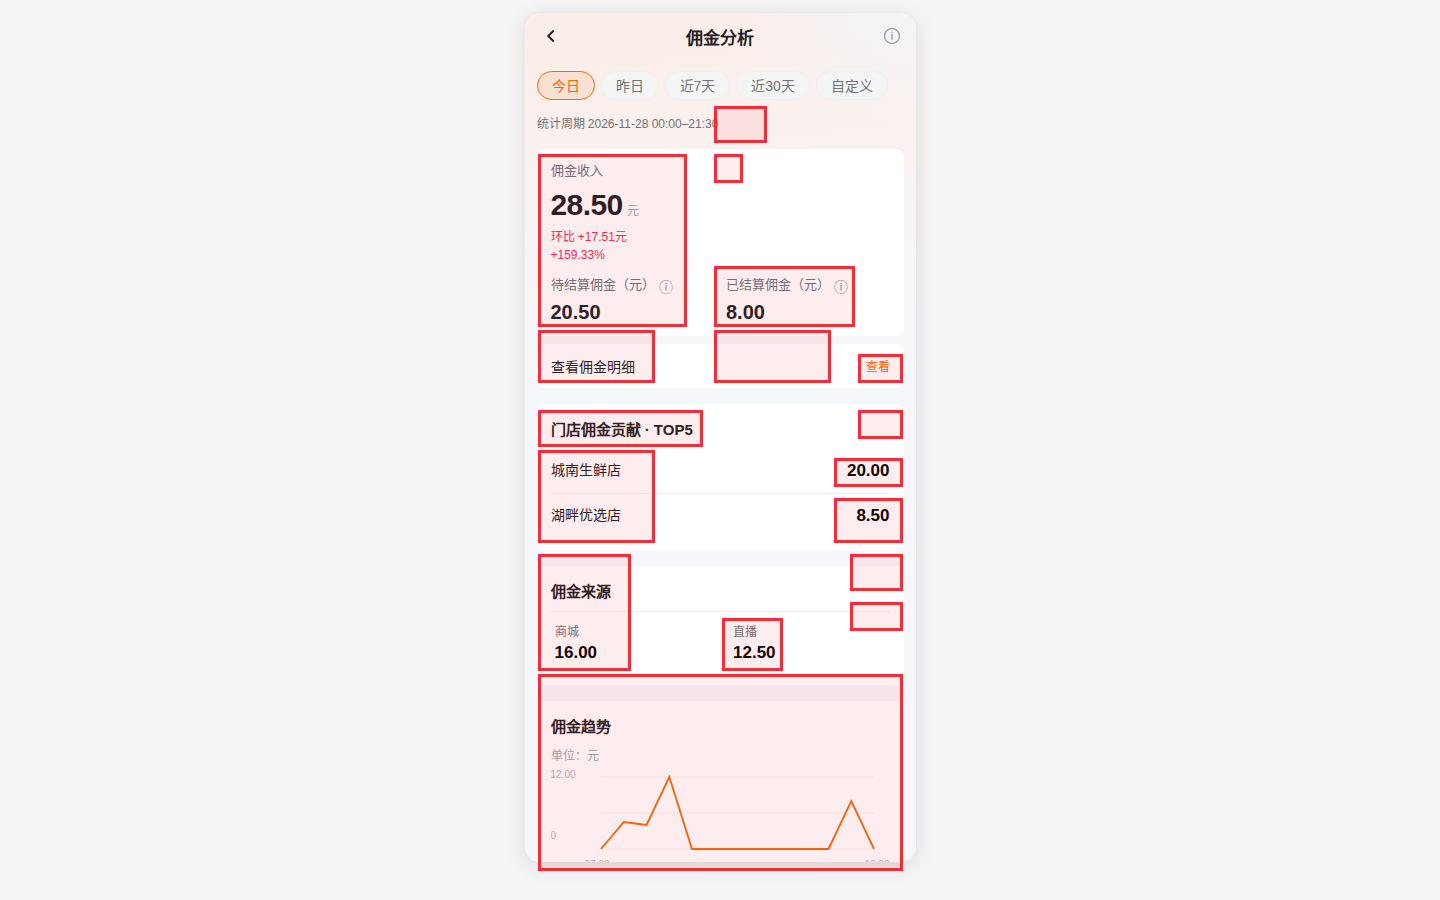 佣金分析
今日 昨日 近7天 近30天 自定义
统计周期 2026-11-28 00:00–21:30
佣金收入
28.50 元
环比 +17.51元
+159.33%
待结算佣金（元） 已结算佣金（元）
20.50 8.00
查看佣金明细 查看
门店佣金贡献 · TOP5
城南生鲜店 20.00
湖畔优选店 8.50
佣金来源
商城 直播
16.00 12.50
佣金趋势
单位：元
12.00
0